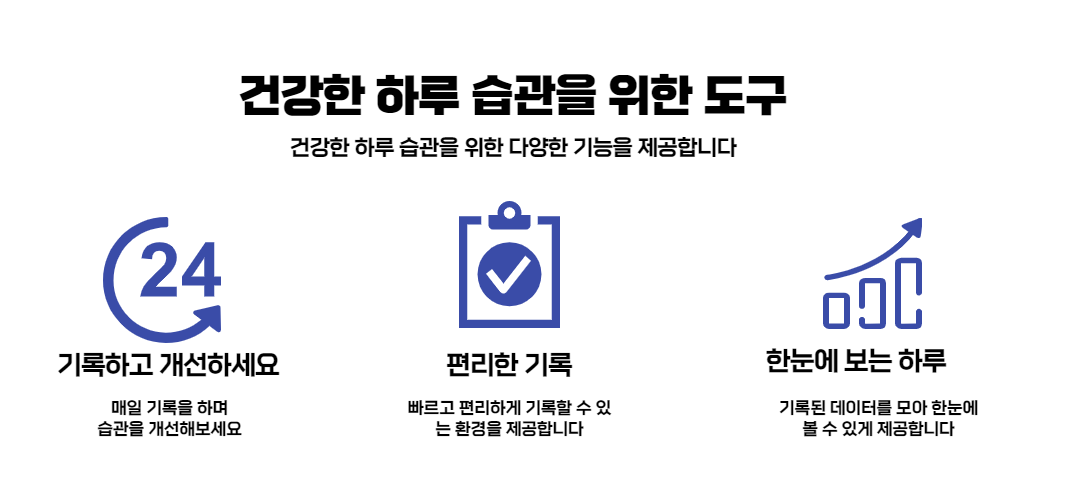 건강한 하루 습관을 위한 도구
건강한 하루 습관을 위한 다양한 기능을 제공합니다
24
기록하고 개선하세요
매일 기록을 하며
습관을 개선해보세요
편리한 기록
빠르고 편리하게 기록할 수 있
는 환경을 제공합니다
한눈에 보는 하루
기록된 데이터를 모아 한눈에
볼 수 있게 제공합니다